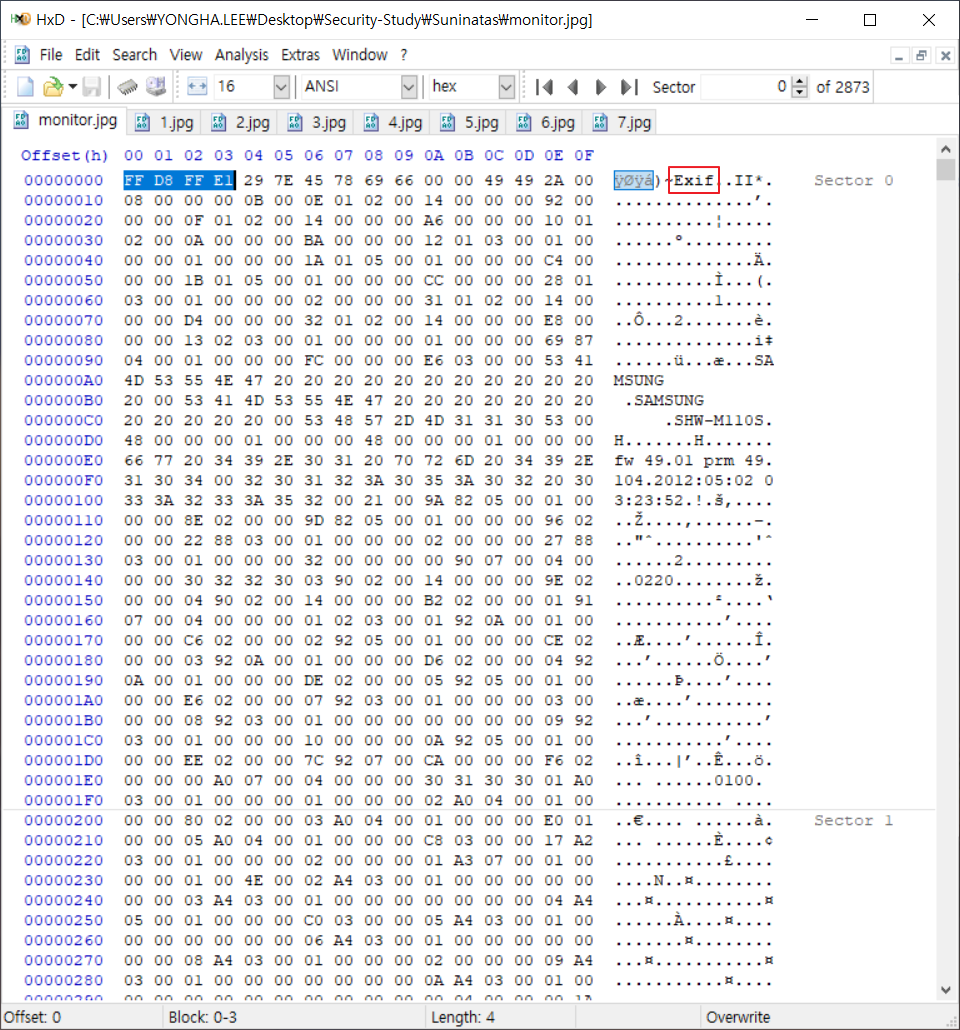 HxD - [C:₩Users₩YONGHA.LEE₩Desktop₩Security-Study₩Suninatas₩monitor.jpg]
File Edit Search View Analysis Extras Window ?
16 ANSI hex Sector 0 of 2873
monitor.jpg 1.jpg 2.jpg 3.jpg 4.jpg 5.jpg 6.jpg 7.jpg
Offset(h) 00 01 02 03 04 05 06 07 08 09 0A 0B 0C 0D 0E 0F
00000000 FF D8 FF E1 29 7E 45 78 69 66 00 00 49 49 2A 00 ÿØÿá)~Exif..II*. Sector 0
00000010 08 00 00 00 0B 00 0E 01 02 00 14 00 00 00 92 00 ..............’.
00000020 00 00 0F 01 02 00 14 00 00 00 A6 00 00 00 10 01 ..........¦.....
00000030 02 00 0A 00 00 00 BA 00 00 00 12 01 03 00 01 00 ......º.........
00000040 00 00 01 00 00 00 1A 01 05 00 01 00 00 00 C4 00 ..............Ä.
00000050 00 00 1B 01 05 00 01 00 00 00 CC 00 00 00 28 01 ..........Ì...(.
00000060 03 00 01 00 00 00 02 00 00 00 31 01 02 00 14 00 ..........1.....
00000070 00 00 D4 00 00 00 32 01 02 00 14 00 00 00 E8 00 ..Ô...2.......è.
00000080 00 00 13 02 03 00 01 00 00 00 01 00 00 00 69 87 ..............i‡
00000090 04 00 01 00 00 00 FC 00 00 00 E6 03 00 00 53 41 ......ü...æ...SA
000000A0 4D 53 55 4E 47 20 20 20 20 20 20 20 20 20 20 20 MSUNG
000000B0 20 00 53 41 4D 53 55 4E 47 20 20 20 20 20 20 20 .SAMSUNG
000000C0 20 20 20 20 20 00 53 48 57 2D 4D 31 31 30 53 00 .SHW-M110S.
000000D0 48 00 00 00 01 00 00 00 48 00 00 00 01 00 00 00 H.......H.......
000000E0 66 77 20 34 39 2E 30 31 20 70 72 6D 20 34 39 2E fw 49.01 prm 49.
000000F0 31 30 34 00 32 30 31 32 3A 30 35 3A 30 32 20 30 104.2012:05:02 0
00000100 33 3A 32 33 3A 35 32 00 21 00 9A 82 05 00 01 00 3:23:52.!.š‚....
00000110 00 00 8E 02 00 00 9D 82 05 00 01 00 00 00 96 02 ..Ž....‚......–.
00000120 00 00 22 88 03 00 01 00 00 00 02 00 00 00 27 88 .."ˆ..........'ˆ
00000130 03 00 01 00 00 00 32 00 00 00 00 90 07 00 04 00 ......2.........
00000140 00 00 30 32 32 30 03 90 02 00 14 00 00 00 9E 02 ..0220........ž.
00000150 00 00 04 90 02 00 14 00 00 00 B2 02 00 00 01 91 ..........²....‘
00000160 07 00 04 00 00 00 01 02 03 00 01 92 0A 00 01 00 ...........’....
00000170 00 00 C6 02 00 00 02 92 05 00 01 00 00 00 CE 02 ..Æ....’......Î.
00000180 00 00 03 92 0A 00 01 00 00 00 D6 02 00 00 04 92 ...’......Ö....’
00000190 0A 00 01 00 00 00 DE 02 00 00 05 92 05 00 01 00 ......Þ....’....
000001A0 00 00 E6 02 00 00 07 92 03 00 01 00 00 00 03 00 ..æ....’........
000001B0 00 00 08 92 03 00 01 00 00 00 00 00 00 00 09 92 ...’...........’
000001C0 03 00 01 00 00 00 10 00 00 00 0A 92 05 00 01 00 ...........’....
000001D0 00 00 EE 02 00 00 7C 92 07 00 CA 00 00 00 F6 02 ..î...|’..Ê...ö.
000001E0 00 00 00 A0 07 00 04 00 00 00 30 31 30 30 01 A0 ... ......0100. 
000001F0 03 00 01 00 00 00 01 00 00 00 02 A0 04 00 01 00 ........... ....
00000200 00 00 80 02 00 00 03 A0 04 00 01 00 00 00 E0 01 ..€.... ......à. Sector 1
00000210 00 00 05 A0 04 00 01 00 00 00 C8 03 00 00 17 A2 ... ......È....¢
00000220 03 00 01 00 00 00 02 00 00 00 01 A3 07 00 01 00 ...........£....
00000230 00 00 01 00 4E 00 02 A4 03 00 01 00 00 00 00 00 ....N..¤........
00000240 00 00 03 A4 03 00 01 00 00 00 00 00 00 00 04 A4 ...¤...........¤
00000250 05 00 01 00 00 00 C0 03 00 00 05 A4 03 00 01 00 ......À....¤....
00000260 00 00 00 00 00 00 06 A4 03 00 01 00 00 00 00 00 .......¤........
00000270 00 00 08 A4 03 00 01 00 00 00 02 00 00 00 09 A4 ...¤...........¤
00000280 03 00 01 00 00 00 00 00 00 00 0A A4 03 00 01 00 ...........¤....
Offset: 0 Block: 0-3 Length: 4 Overwrite